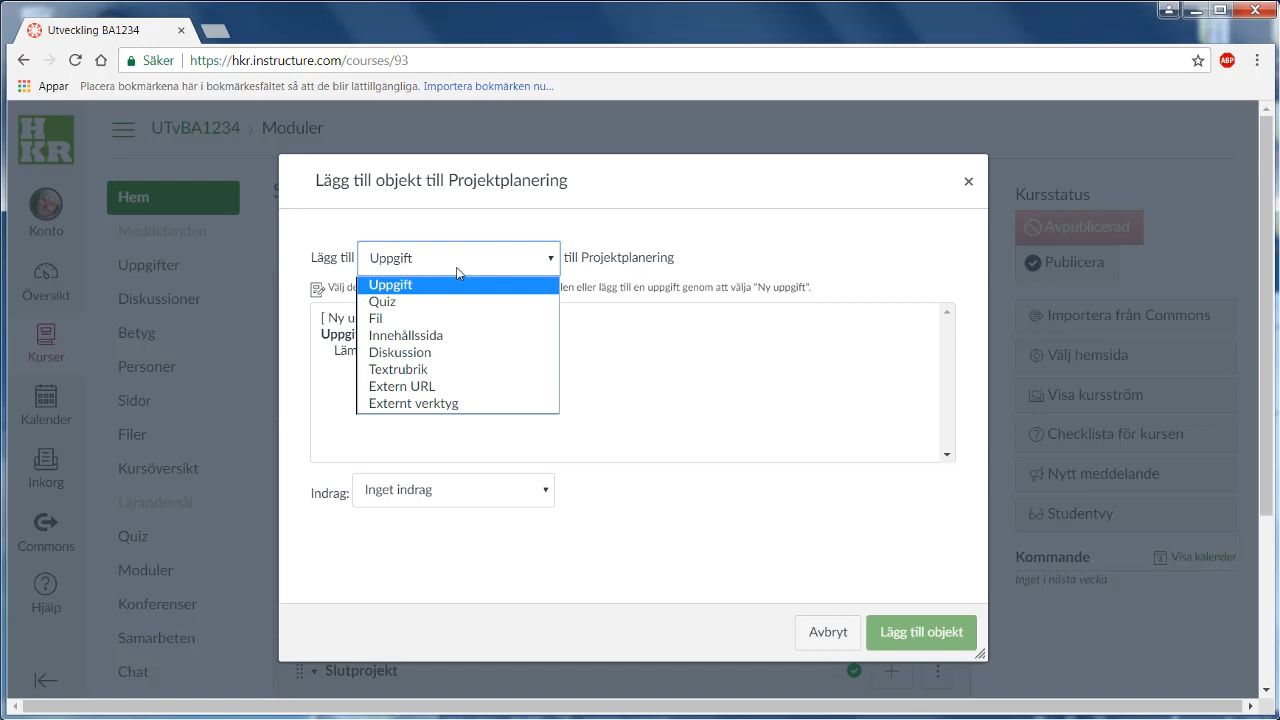 Utveckling BA1234
Säker https://hkr.instructure.com/courses/93
ABP
Appar Placera bokmärkena här i bokmärkesfältet så att de blir lättillgängliga. Importera bokmärken nu...
HKR
UTvBA1234 › Moduler
Konto
Översikt
Kurser
Kalender
Inkorg
Commons
Hjälp
Hem
Meddelanden
Uppgifter
Diskussioner
Betyg
Personer
Sidor
Filer
Kursöversikt
Lärandemål
Quiz
Moduler
Konferenser
Samarbeten
Chat
Lägg till objekt till Projektplanering
Lägg till Uppgift till Projektplanering
Välj de len eller lägg till en uppgift genom att välja "Ny uppgift".
Uppgift
Quiz
Fil
Innehållssida
Diskussion
Textrubrik
Extern URL
Externt verktyg
[ Ny u
Uppgif
Läm
Indrag: Inget indrag
Avbryt Lägg till objekt
Slutprojekt
Kursstatus
Avpublicerad
Publicera
Importera från Commons
Välj hemsida
Visa kursström
Checklista för kursen
Nytt meddelande
Studentvy
Kommande Visa kalender
Inget i nästa vecka